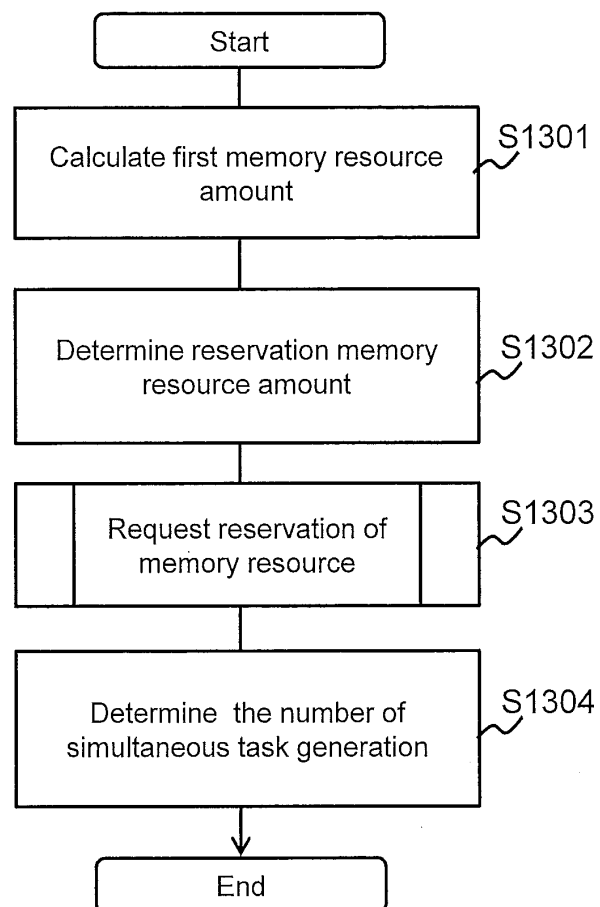 Start
Calculate first memory resource
amount
S1301
Determine reservation memory
resource amount
S1302
Request reservation of
memory resource
S1303
Determine the number of
simultaneous task generation
S1304
End